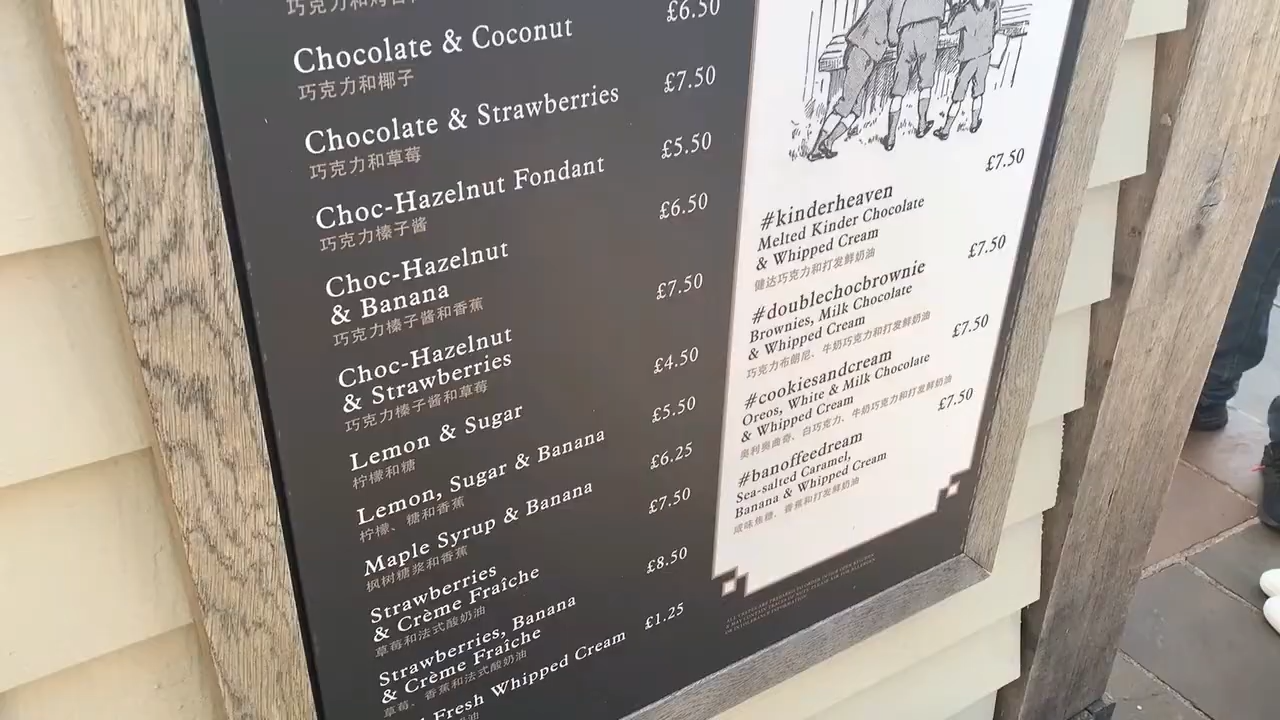 Chocolate & Coconut £6.50
巧克力和椰子
Chocolate & Strawberries £7.50
巧克力和草莓
Choc-Hazelnut Fondant £5.50
巧克力榛子酱
Choc-Hazelnut £6.50
& Banana
巧克力榛子酱和香蕉
Choc-Hazelnut £7.50
& Strawberries
巧克力榛子酱和草莓
Lemon & Sugar £4.50
柠檬和糖
Lemon, Sugar & Banana £5.50
柠檬、糖和香蕉
Maple Syrup & Banana £6.25
枫树糖浆和香蕉
Strawberries £7.50
& Crème Fraîche
草莓和法式酸奶油
Strawberries, Banana £8.50
& Crème Fraîche
草莓、香蕉和法式酸奶油
Fresh Whipped Cream £1.25
#kinderheaven £7.50
Melted Kinder Chocolate
& Whipped Cream
健达巧克力和打发鲜奶油
#doublechocbrownie £7.50
Brownies, Milk Chocolate
& Whipped Cream
巧克力布朗尼、牛奶巧克力和打发鲜奶油
#cookiesandcream £7.50
Oreos, White & Milk Chocolate
& Whipped Cream
奥利奥曲奇、白巧克力、牛奶巧克力和打发鲜奶油
#banoffeedream £7.50
Sea-salted Caramel,
Banana & Whipped Cream
咸味焦糖、香蕉和打发鲜奶油